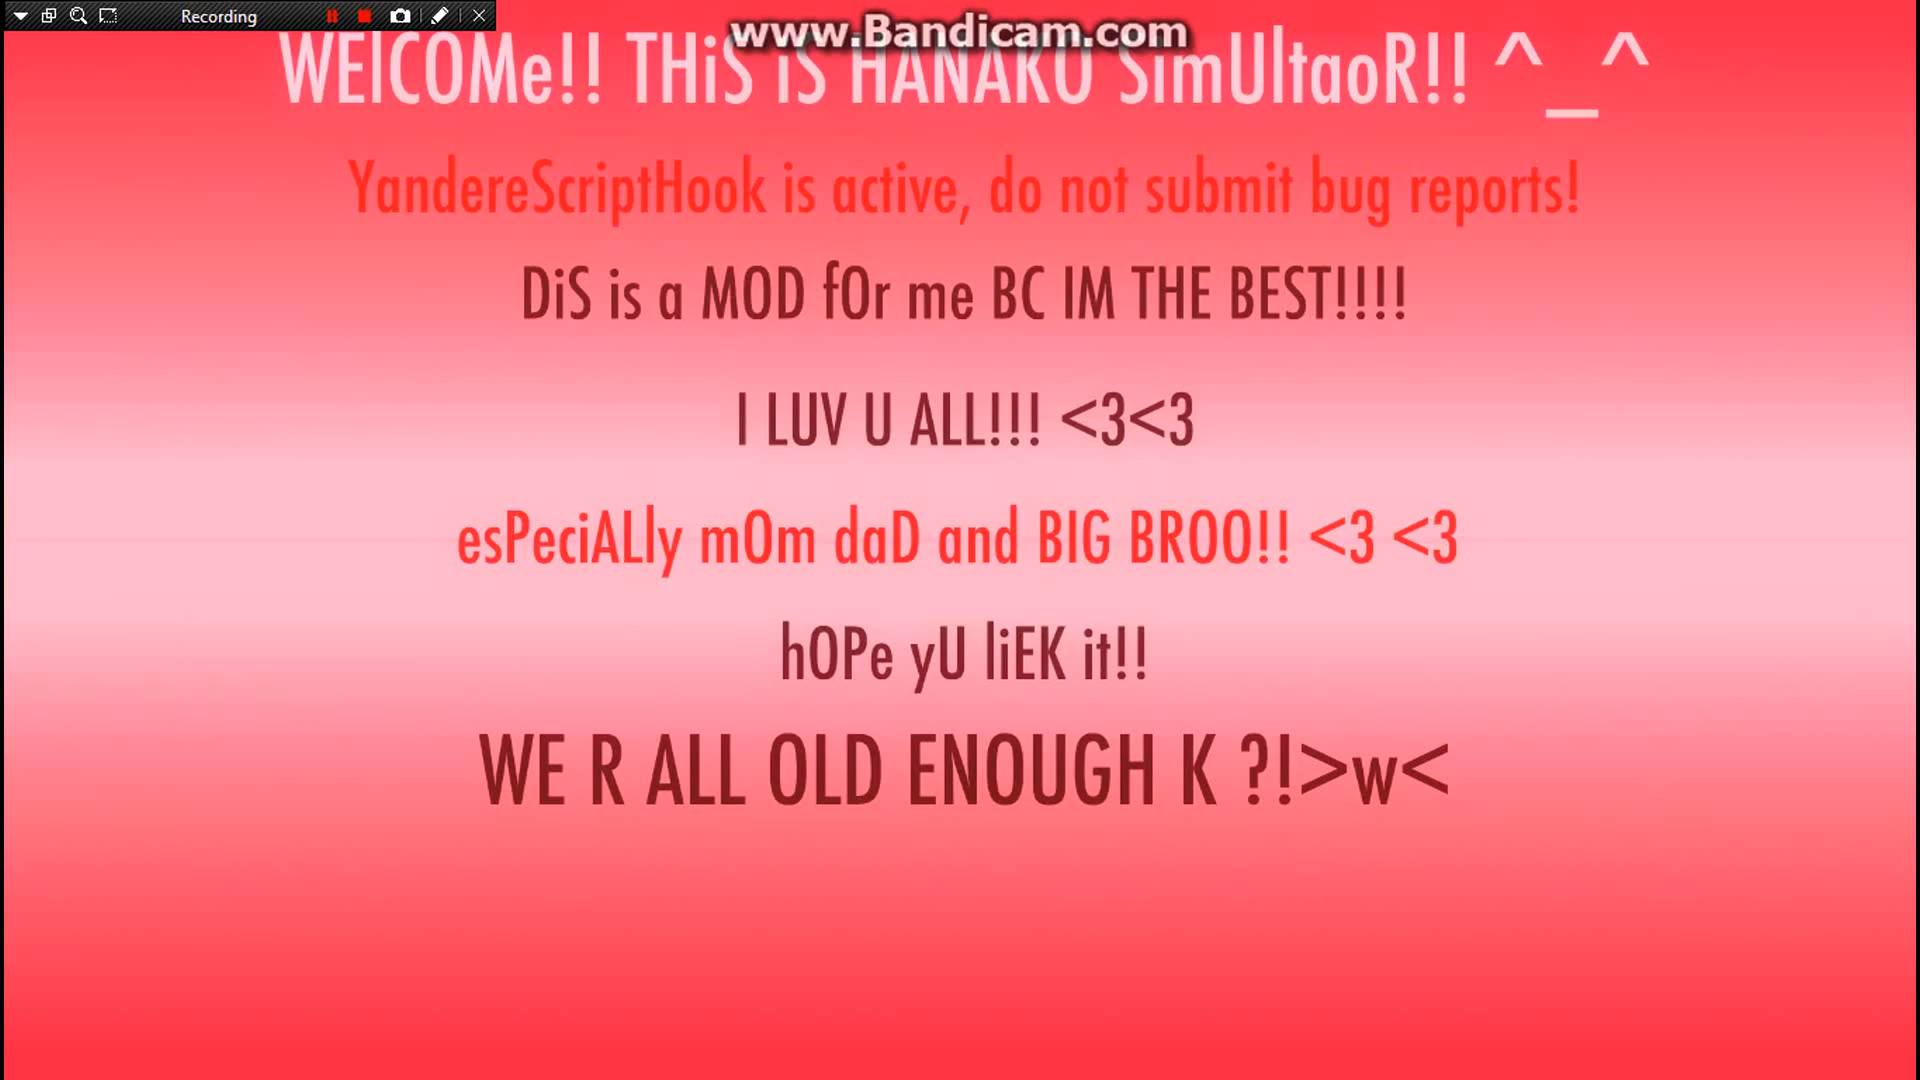 Recording
www.Bandicam.com
WElCOMe!! THiS iS HANAKO SimUltaoR!! ^_^
YandereScriptHook is active, do not submit bug reports!
DiS is a MOD fOr me BC IM THE BEST!!!!
I LUV U ALL!!! <3<3
esPeciALly mOm daD and BIG BROO!! <3 <3
hOPe yU liEK it!!
WE R ALL OLD ENOUGH K ?!>w<